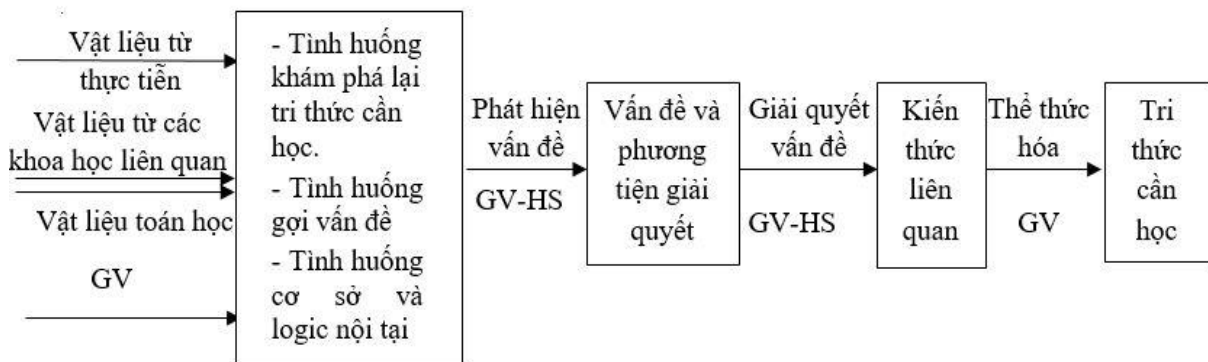 Vật liệu từ
thực tiễn
Vật liệu từ các
khoa học liên quan
Vật liệu toán học
GV
- Tình huống
khám phá lại
tri thức cần
học.
- Tình huống
gợi vấn đề
- Tình huống
cơ sở và
logic nội tại
Phát hiện
vấn đề
GV-HS
Vấn đề và
phương
tiện giải
quyết
Giải quyết
vấn đề
GV-HS
Kiến
thức
liên
quan
Thể thức
hóa
GV
Tri
thức
cần
học